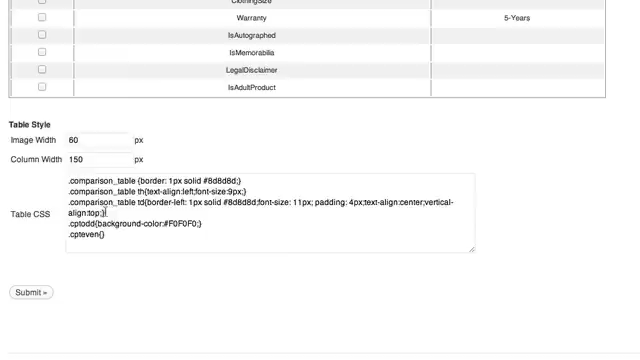 ClothingSize
Warranty 5-Years
IsAutographed
IsMemorabilia
LegalDisclaimer
IsAdultProduct
Table Style
Image Width 60 px
Column Width 150 px
Table CSS
.comparison_table {border: 1px solid #8d8d8d;}
.comparison_table th{text-align:left;font-size:9px;}
.comparison_table td{border-left: 1px solid #8d8d8d;font-size: 11px; padding: 4px;text-align:center;vertical-
align:top;}
.cptodd{background-color:#F0F0F0;}
.cpteven{}
Submit »